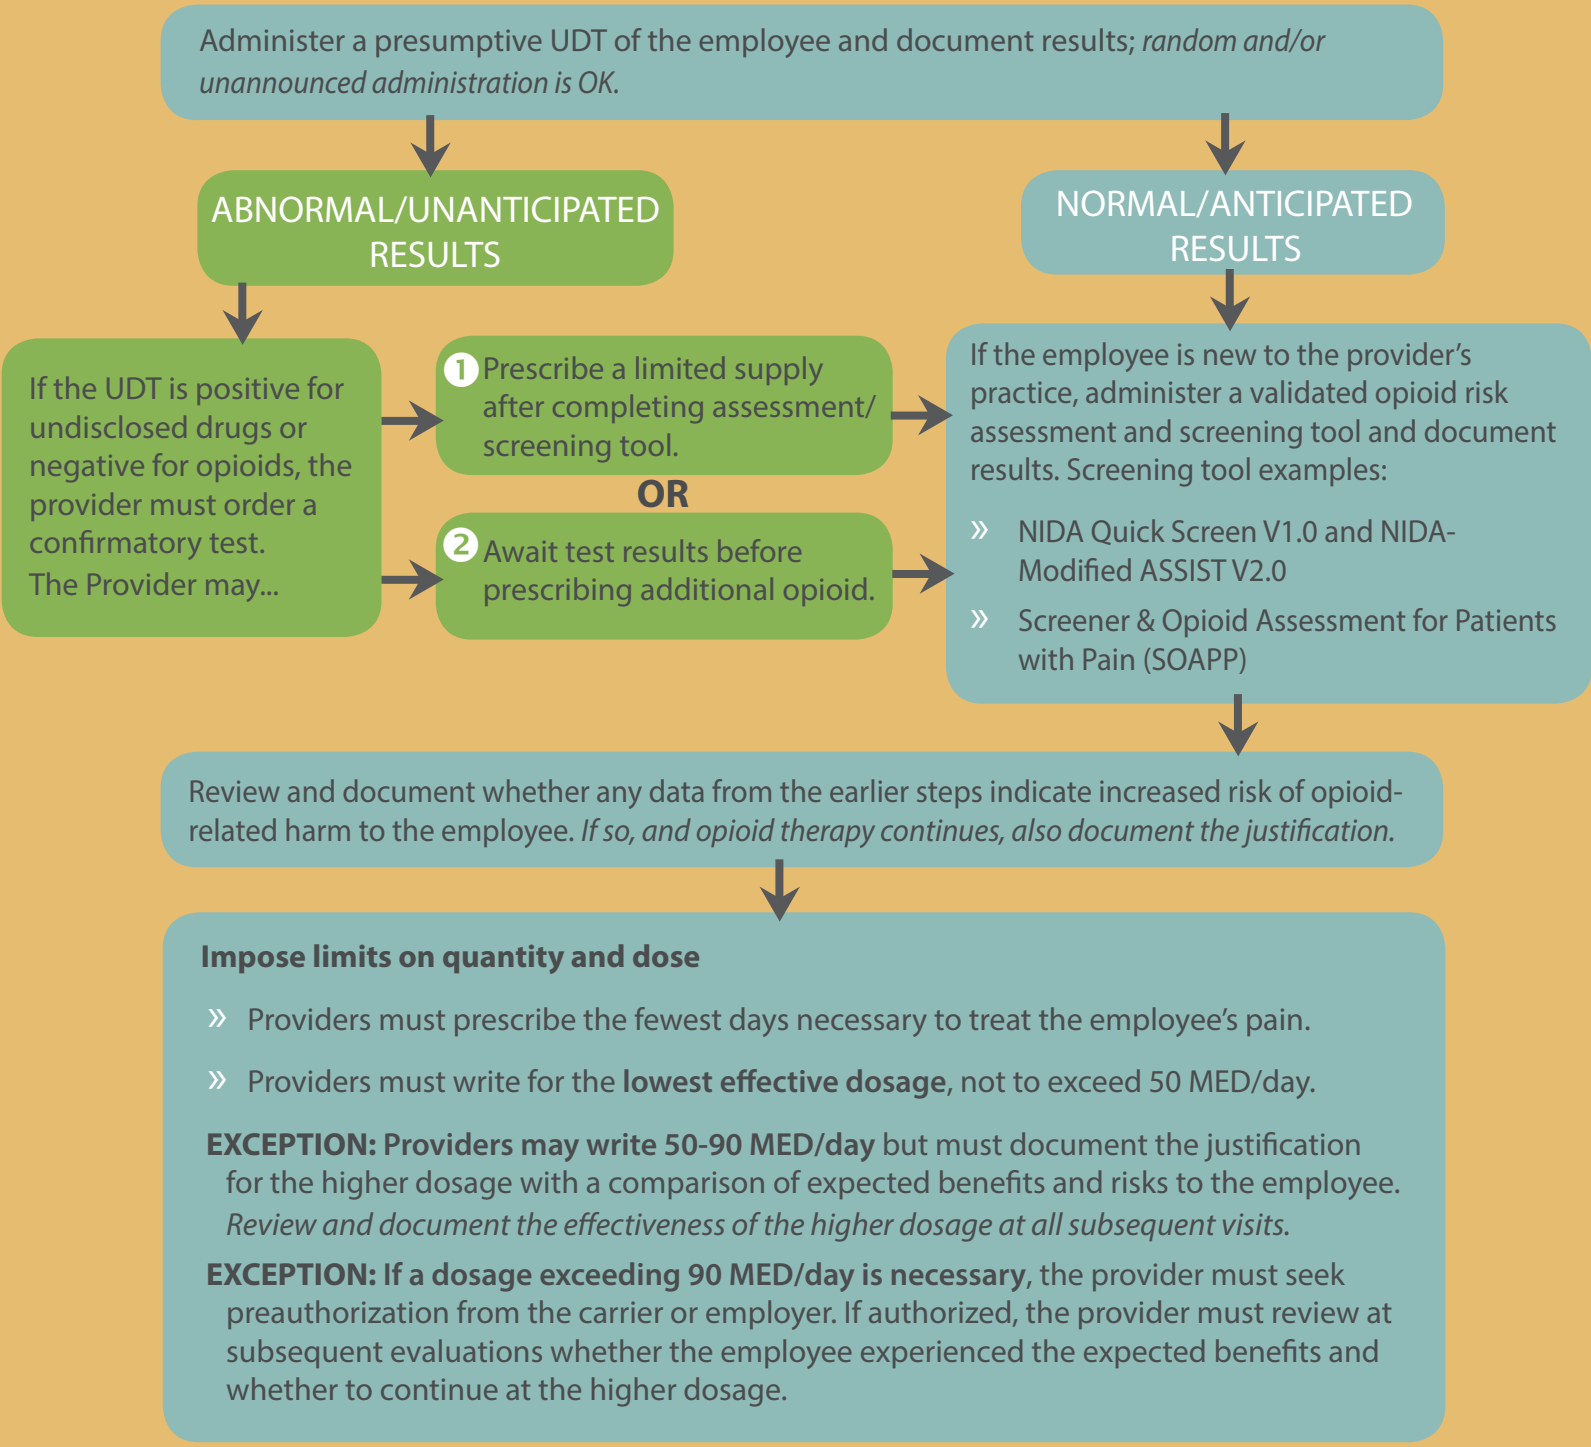 Administer a presumptive UDT of the employee and document results; random and/or
unannounced administration is OK.
ABNORMAL/UNANTICIPATED
RESULTS
NORMAL/ANTICIPATED
RESULTS
If the UDT is positive for
undisclosed drugs or
negative for opioids, the
provider must order a
confirmatory test.
The Provider may...
1 Prescribe a limited supply
after completing assessment/
screening tool.
OR
2 Await test results before
prescribing additional opioid.
If the employee is new to the provider's
practice, administer a validated opioid risk
assessment and screening tool and document
results. Screening tool examples:
» NIDA Quick Screen V1.0 and NIDA-
Modified ASSIST V2.0
» Screener & Opioid Assessment for Patients
with Pain (SOAPP)
Review and document whether any data from the earlier steps indicate increased risk of opioid-
related harm to the employee. If so, and opioid therapy continues, also document the justification.
Impose limits on quantity and dose
» Providers must prescribe the fewest days necessary to treat the employee's pain.
» Providers must write for the lowest effective dosage, not to exceed 50 MED/day.
EXCEPTION: Providers may write 50-90 MED/day but must document the justification
for the higher dosage with a comparison of expected benefits and risks to the employee.
Review and document the effectiveness of the higher dosage at all subsequent visits.
EXCEPTION: If a dosage exceeding 90 MED/day is necessary, the provider must seek
preauthorization from the carrier or employer. If authorized, the provider must review at
subsequent evaluations whether the employee experienced the expected benefits and
whether to continue at the higher dosage.